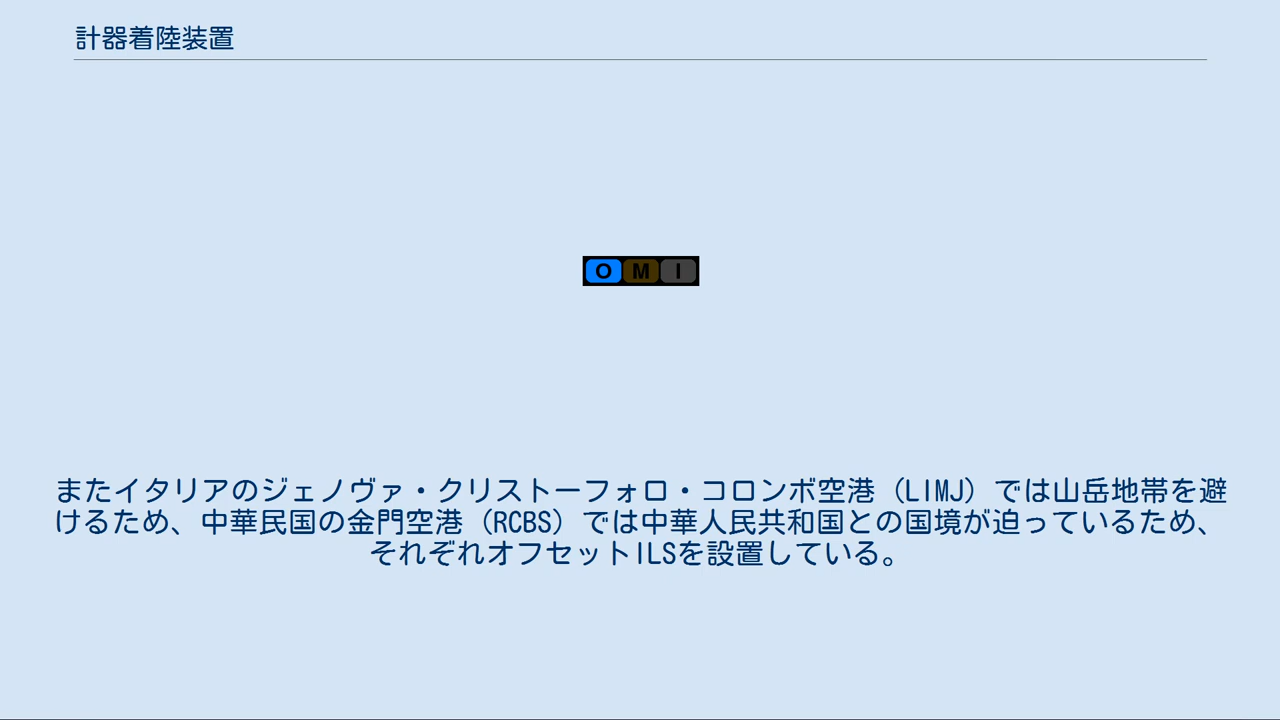 計器着陸装置
O M I
またイタリアのジェノヴァ・クリストーフォロ・コロンボ空港（LIMJ）では山岳地帯を避
けるため、中華民国の金門空港（RCBS）では中華人民共和国との国境が迫っているため、
それぞれオフセットILSを設置している。